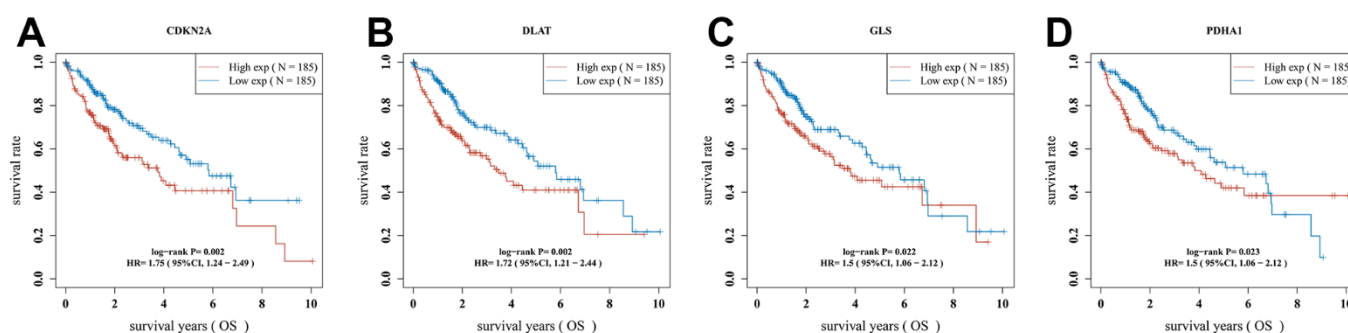 A
CDKN2A
High exp ( N = 185)
Low exp ( N = 185)
survival rate
1.0
0.8
0.6
0.4
0.2
0.0
log−rank P= 0.002
HR= 1.75 ( 95%CI, 1.24 − 2.49)
0 2 4 6 8 10
survival years ( OS )
B
DLAT
High exp ( N = 185)
Low exp ( N = 185)
survival rate
1.0
0.8
0.6
0.4
0.2
0.0
log−rank P= 0.002
HR= 1.72 ( 95%CI, 1.21 − 2.44)
0 2 4 6 8 10
survival years ( OS )
C
GLS
High exp ( N = 185)
Low exp ( N = 185)
survival rate
1.0
0.8
0.6
0.4
0.2
0.0
log−rank P= 0.022
HR= 1.5 ( 95%CI, 1.06 − 2.12)
0 2 4 6 8 10
survival years ( OS )
D
PDHA1
High exp ( N = 185)
Low exp ( N = 185)
survival rate
1.0
0.8
0.6
0.4
0.2
0.0
log−rank P= 0.023
HR= 1.5 ( 95%CI, 1.06 − 2.12)
0 2 4 6 8 10
survival years ( OS )